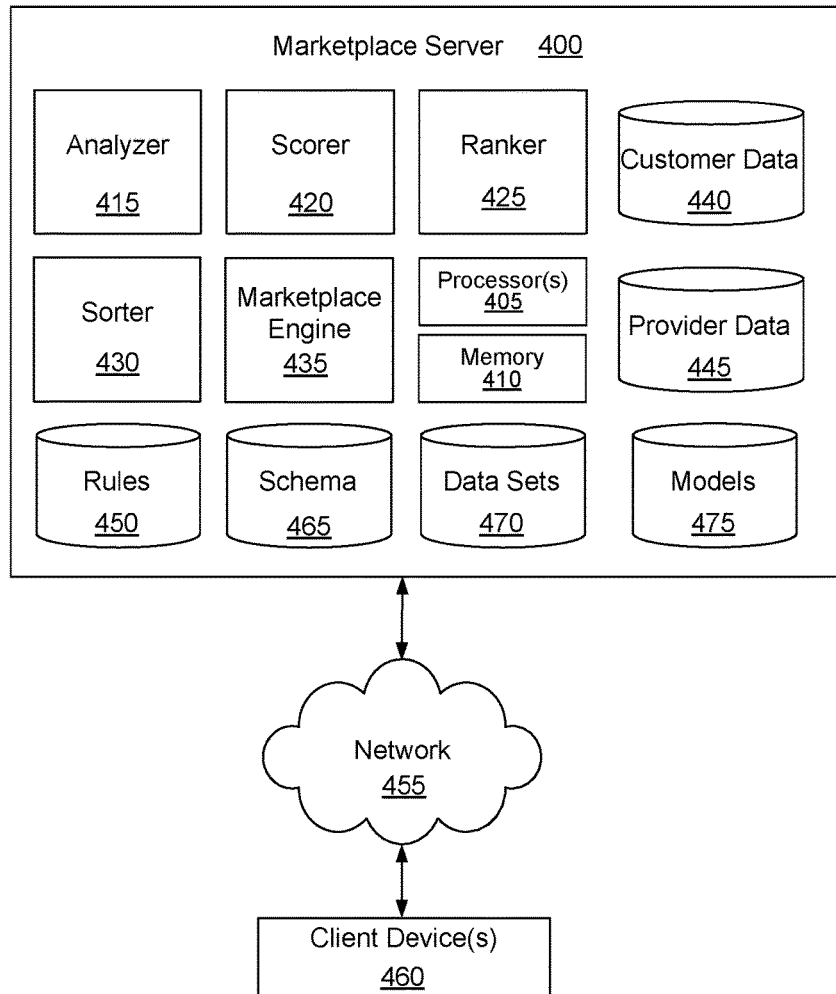 Marketplace Server 400
Analyzer
415
Scorer
420
Ranker
425
Customer Data
440
Sorter
430
Marketplace
Engine
435
Processor(s)
405
Memory
410
Provider Data
445
Rules
450
Schema
465
Data Sets
470
Models
475
Network
455
Client Device(s)
460